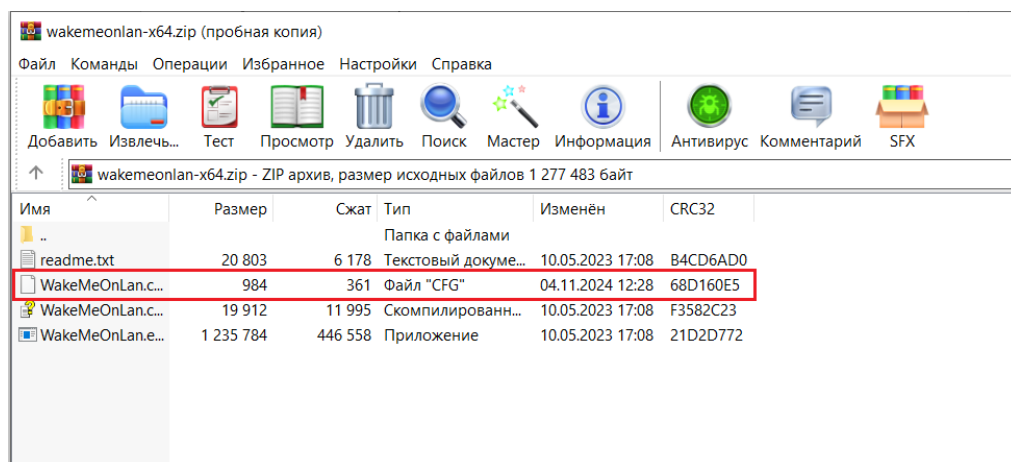 wakemeonlan-x64.zip (пробная копия)
Файл Команды Операции Избранное Настройки Справка
Добавить Извлечь... Тест Просмотр Удалить Поиск Мастер Информация Антивирус Комментарий SFX
wakemeonlan-x64.zip - ZIP архив, размер исходных файлов 1 277 483 байт
Имя Размер Сжат Тип Изменён CRC32
.. Папка с файлами
readme.txt 20 803 6 178 Текстовый докуме... 10.05.2023 17:08 B4CD6AD0
WakeMeOnLan.c... 984 361 Файл "CFG" 04.11.2024 12:28 68D160E5
WakeMeOnLan.c... 19 912 11 995 Скомпилированн... 10.05.2023 17:08 F3582C23
WakeMeOnLan.e... 1 235 784 446 558 Приложение 10.05.2023 17:08 21D2D772